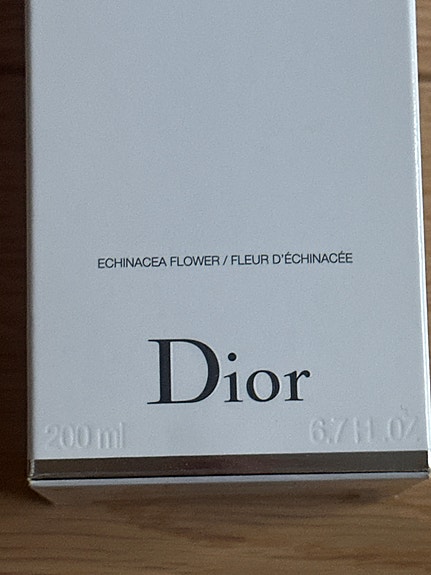 ECHINACEA FLOWER / FLEUR D'ÉCHINACÉE
Dior
200 ml 6.7 FL.OZ.